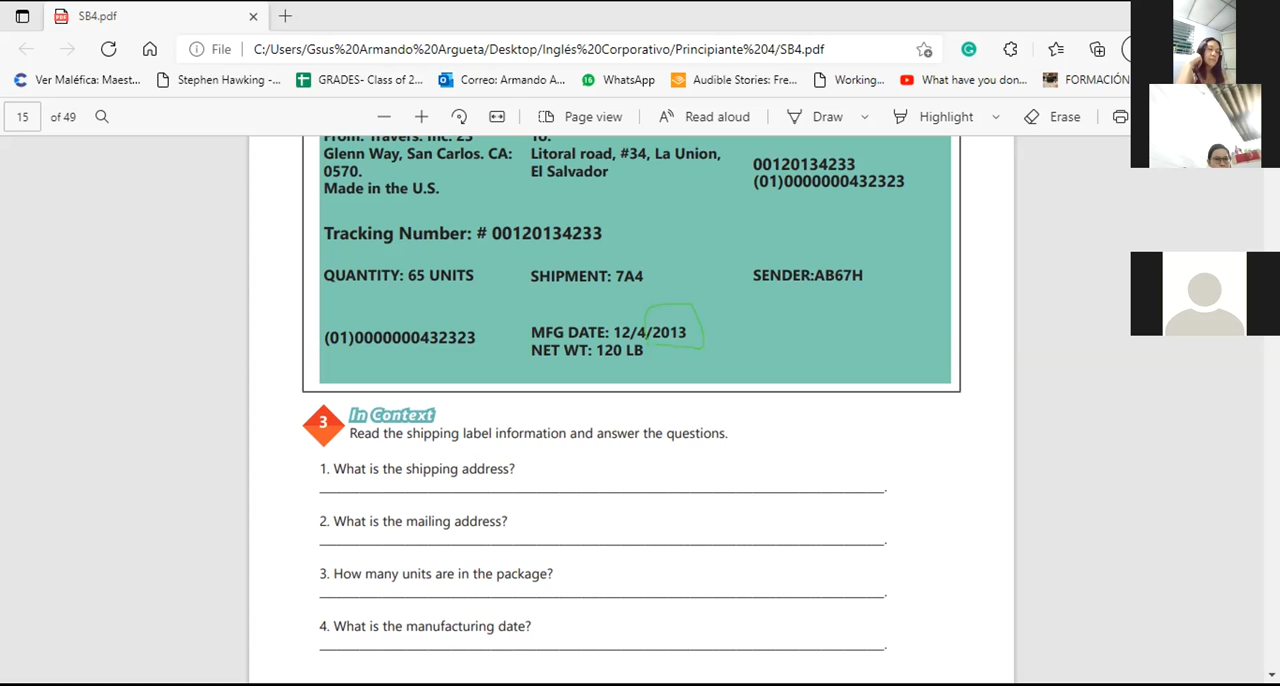 SB4.pdf
File
C:/Users/Gsus%20Armando%20Argueta/Desktop/Inglés%20Corporativo/Principiante%204/SB4.pdf
Ver Maléfica: Maest... Stephen Hawking -... GRADES- Class of 2... Correo: Armando A... WhatsApp Audible Stories: Fre... Working... What have you don... FORMACIÓN
15 of 49 Page view Read aloud Draw Highlight Erase
From: Travers. Inc. 25 To:
Glenn Way, San Carlos. CA: Litoral road, #34, La Union, 00120134233
0570. El Salvador (01)0000000432323
Made in the U.S.
Tracking Number: # 00120134233
QUANTITY: 65 UNITS SHIPMENT: 7A4 SENDER:AB67H
(01)0000000432323 MFG DATE: 12/4/2013
NET WT: 120 LB
3 In Context
Read the shipping label information and answer the questions.
1. What is the shipping address?
2. What is the mailing address?
3. How many units are in the package?
4. What is the manufacturing date?